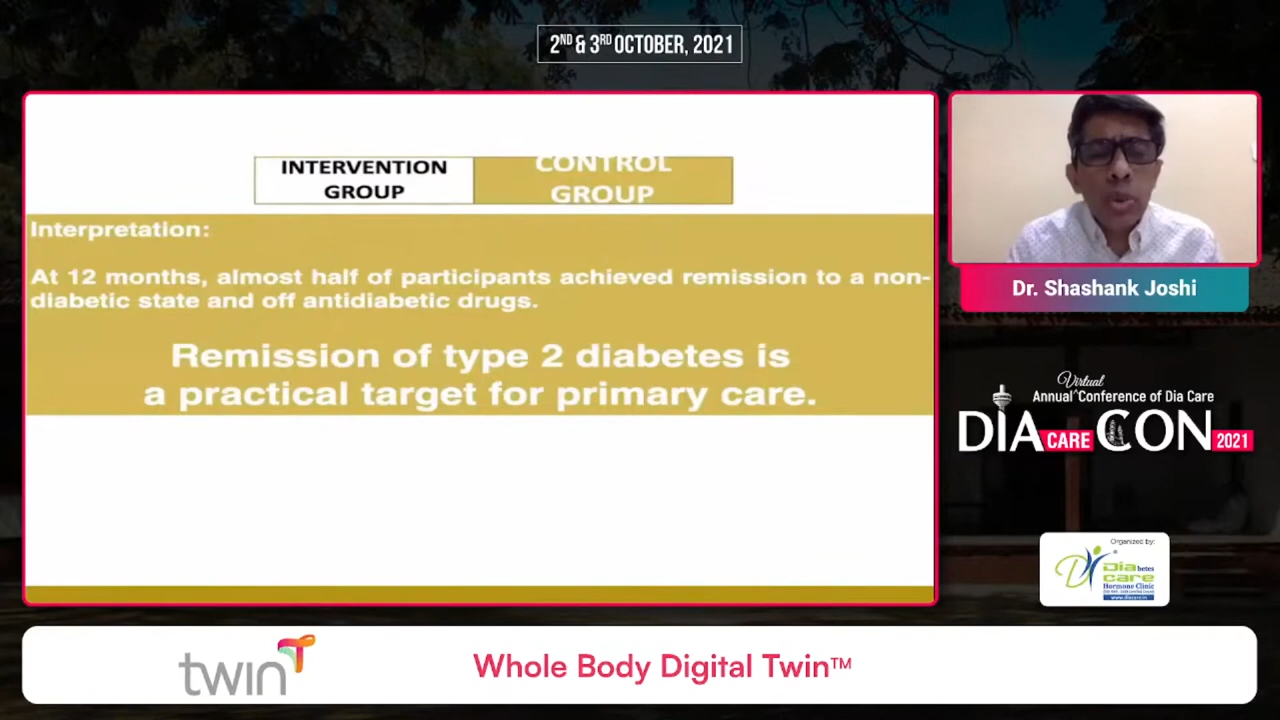 2ND & 3RD OCTOBER, 2021
INTERVENTION
GROUP
CONTROL
GROUP
Interpretation:
At 12 months, almost half of participants achieved remission to a non-
diabetic state and off antidiabetic drugs.
Remission of type 2 diabetes is
a practical target for primary care.
Dr. Shashank Joshi
Virtual
Annual^Conference of Dia Care
DIA CARE CON 2021
Organized by:
Diabetes
care
Hormone Clinic
www.diacare.in
twin
Whole Body Digital Twin™